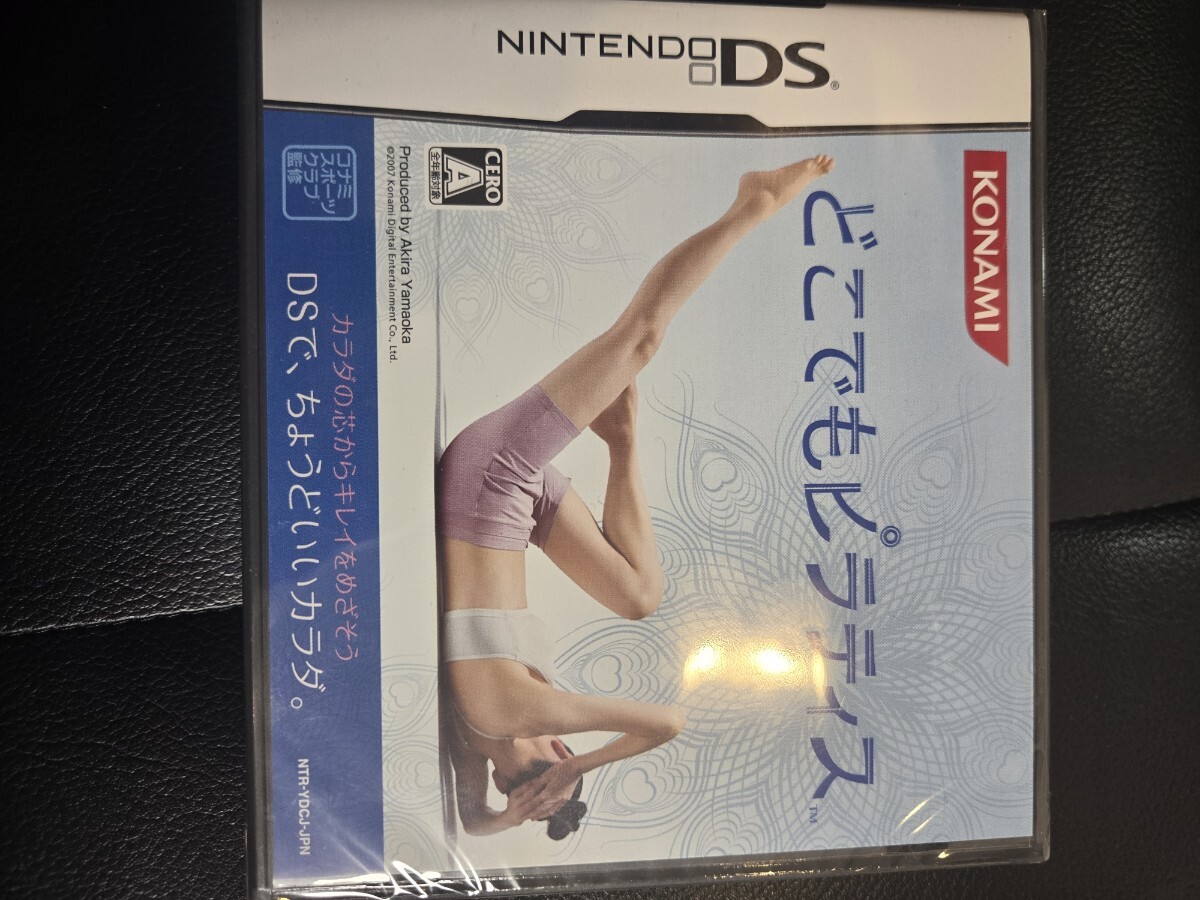 NINTENDO DS®
KONAMI
どこでもピラティス™
CERO
A
全年齢対象
Produced by Akira Yamaoka
©2007 Konami Digital Entertainment Co., Ltd.
コナミ
スポーツ
クラブ
監修
カラダの芯からキレイをめざそう
DSで、ちょうどいいカラダ。
NTR-YDCJ-JPN